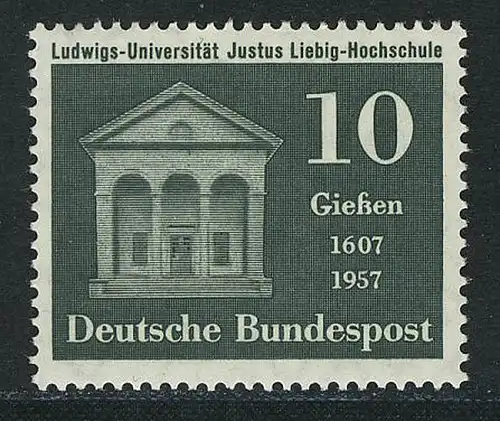 Ludwigs-Universität Justus Liebig-Hochschule
10
Gießen
1607
1957
Deutsche Bundespost